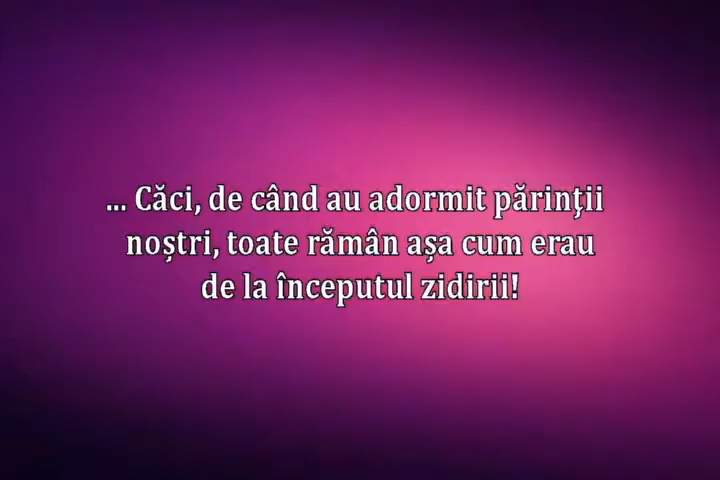 ... Căci, de când au adormit părinţii
noștri, toate rămân așa cum erau
de la începutul zidirii!